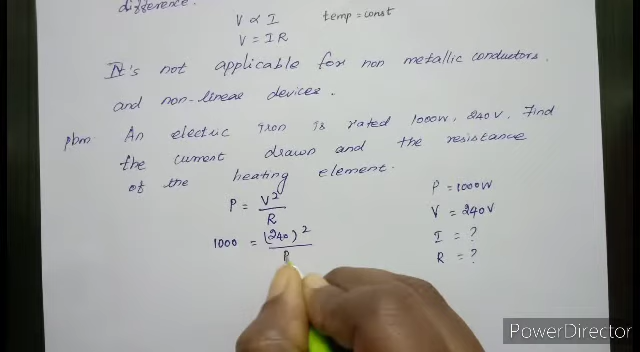 difference.
V ∝ I temp = const
V = I R
It's not applicable for non metallic conductors.
and non-linear devices.
pbm: An electric iron is rated 1000W, 240V. Find
the current drawn and the resistance
of the heating element.
P = V²/R
1000 = (240)²/R
P = 1000W
V = 240V
I = ?
R = ?
PowerDirector